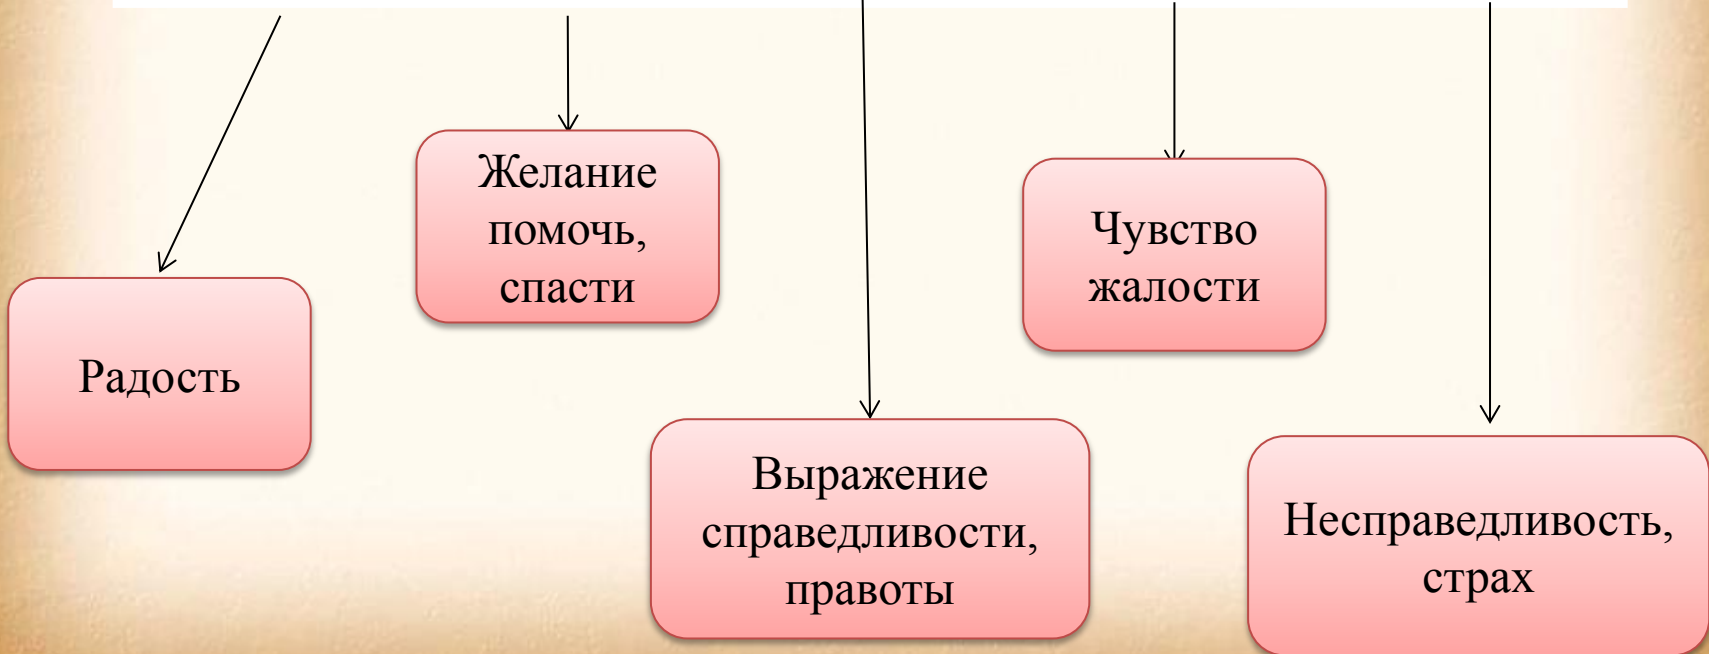 Радость
Желание
помочь,
спасти
Выражение
справедливости,
правоты
Чувство
жалости
Несправедливость,
страх